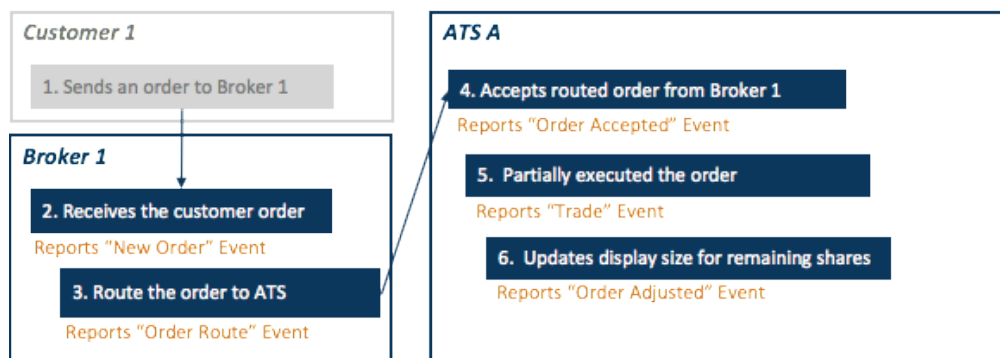 Customer 1
1. Sends an order to Broker 1
Broker 1
2. Receives the customer order
Reports “New Order” Event
3. Route the order to ATS
Reports “Order Route” Event
ATS A
4. Accepts routed order from Broker 1
Reports “Order Accepted” Event
5. Partially executed the order
Reports “Trade” Event
6. Updates display size for remaining shares
Reports “Order Adjusted” Event